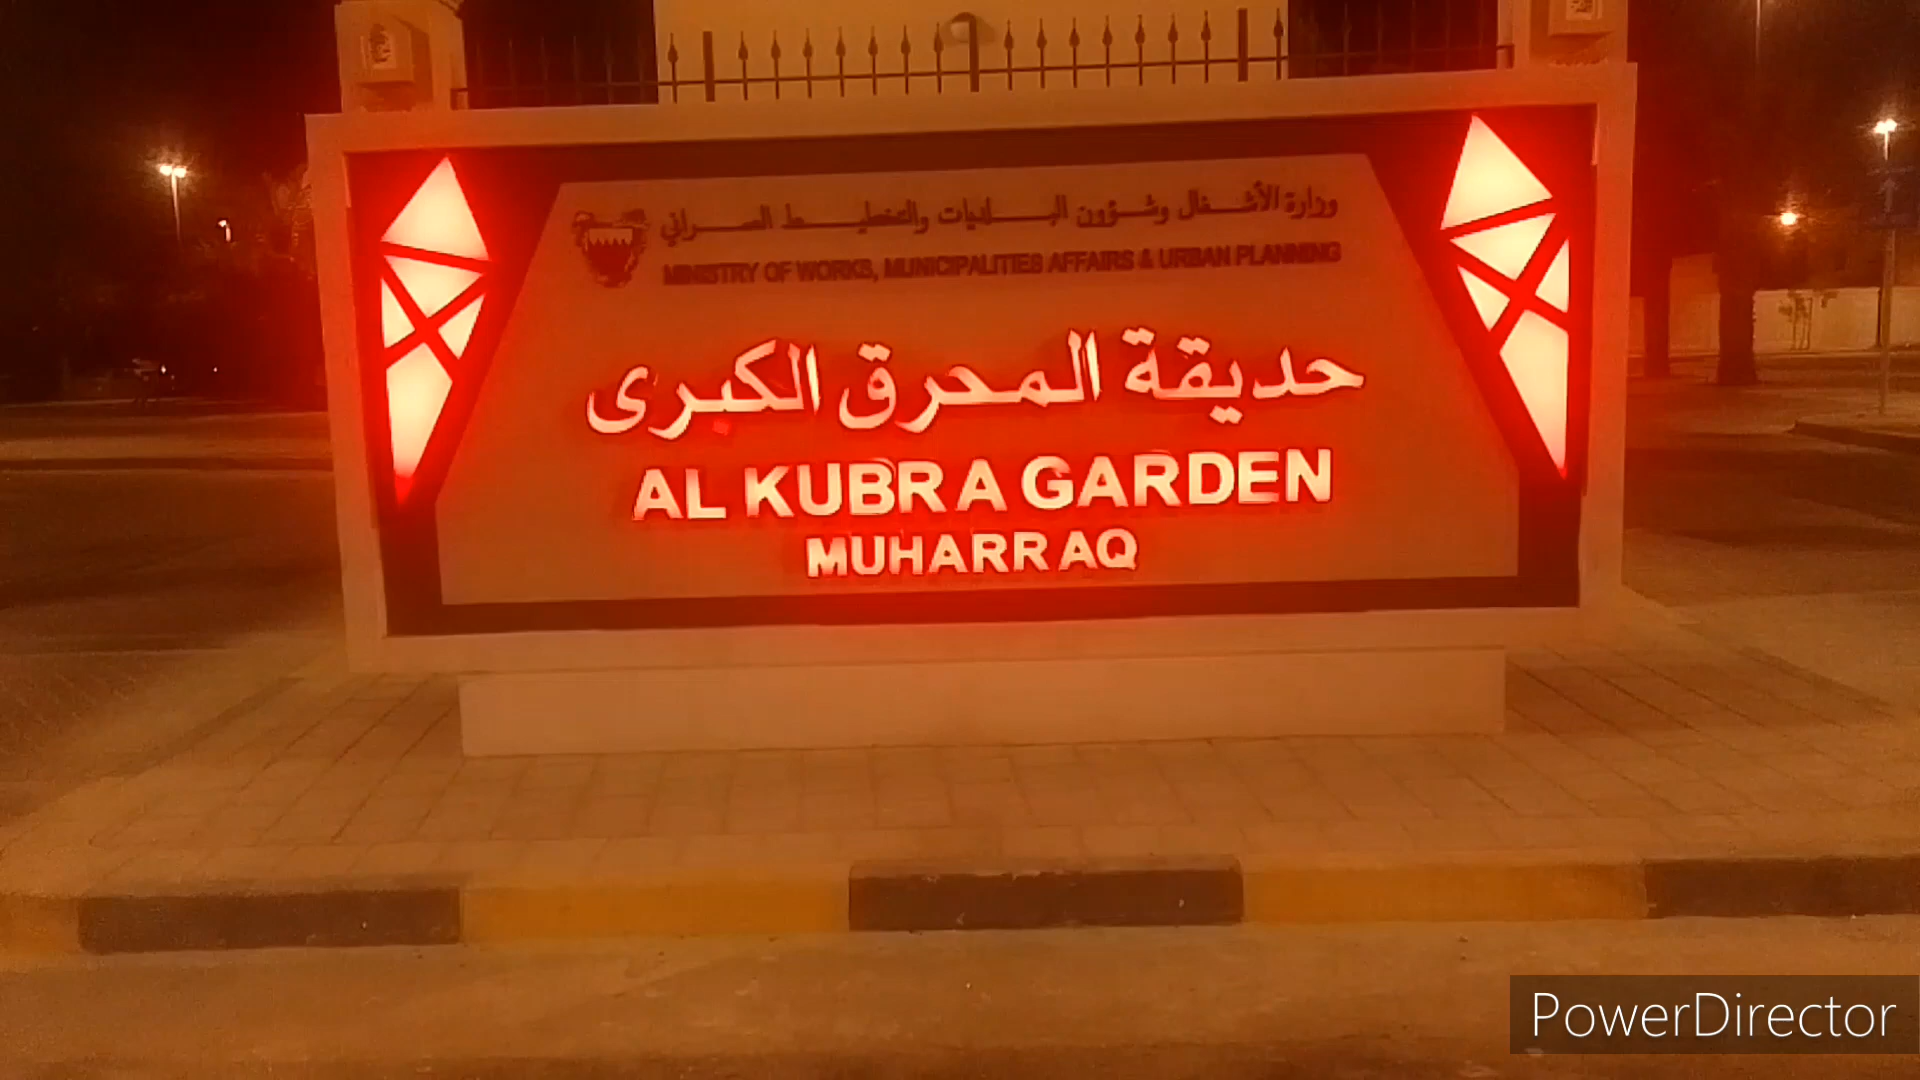 وزارة الأشغال وشؤون البلديات والتخطيط العمراني
MINISTRY OF WORKS, MUNICIPALITIES AFFAIRS & URBAN PLANNING
حديقة المحرق الكبرى
AL KUBRA GARDEN
MUHARRAQ
PowerDirector